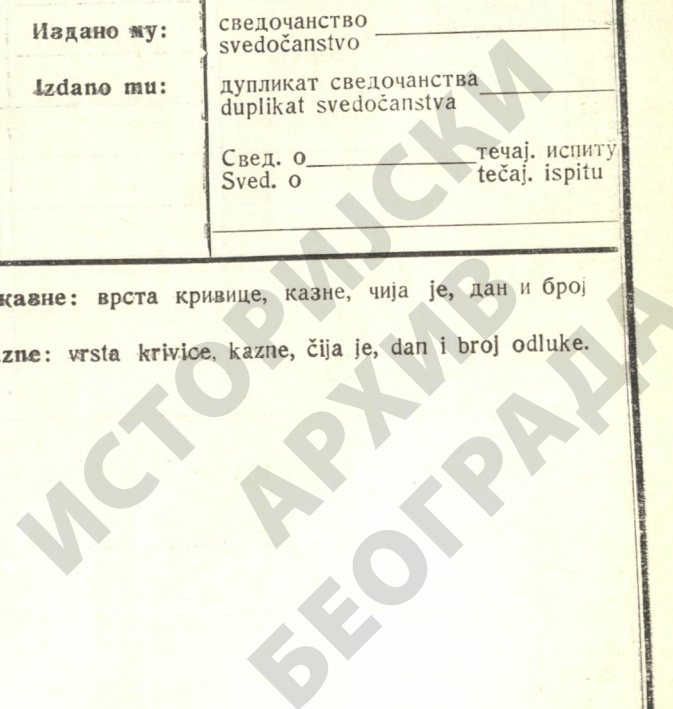 Издано му:
Izdano mu:
сведочанство
svedočanstvo
дупликат сведочанства
duplikat svedočanstva
Свед. о течај. испиту
Sved. o tečaj. ispitu
казне: врста кривице, казне, чија је, дан и број
zne: vrsta krivice, kazne, čija je, dan i broj odluke.
ИСТОРИЈСКИ
АРХИВ
БЕОГРАДА